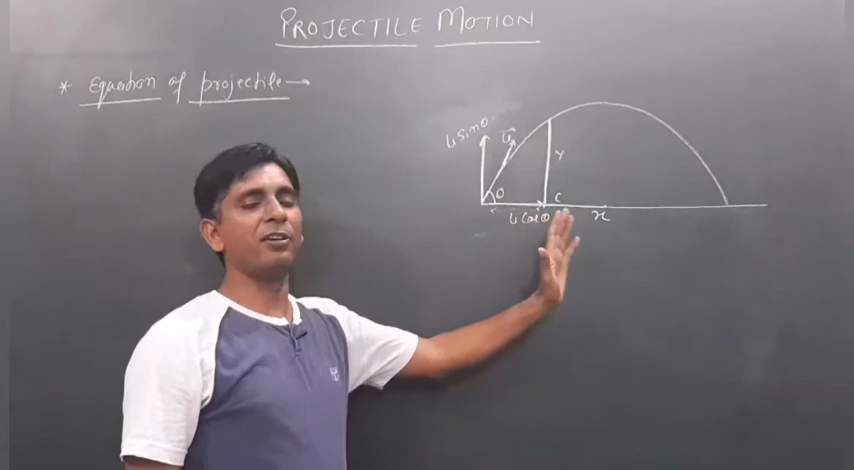 PROJECTILE MOTION
* Equation of projectile →
u sinθ
u
y
θ
c
u cosθ
x